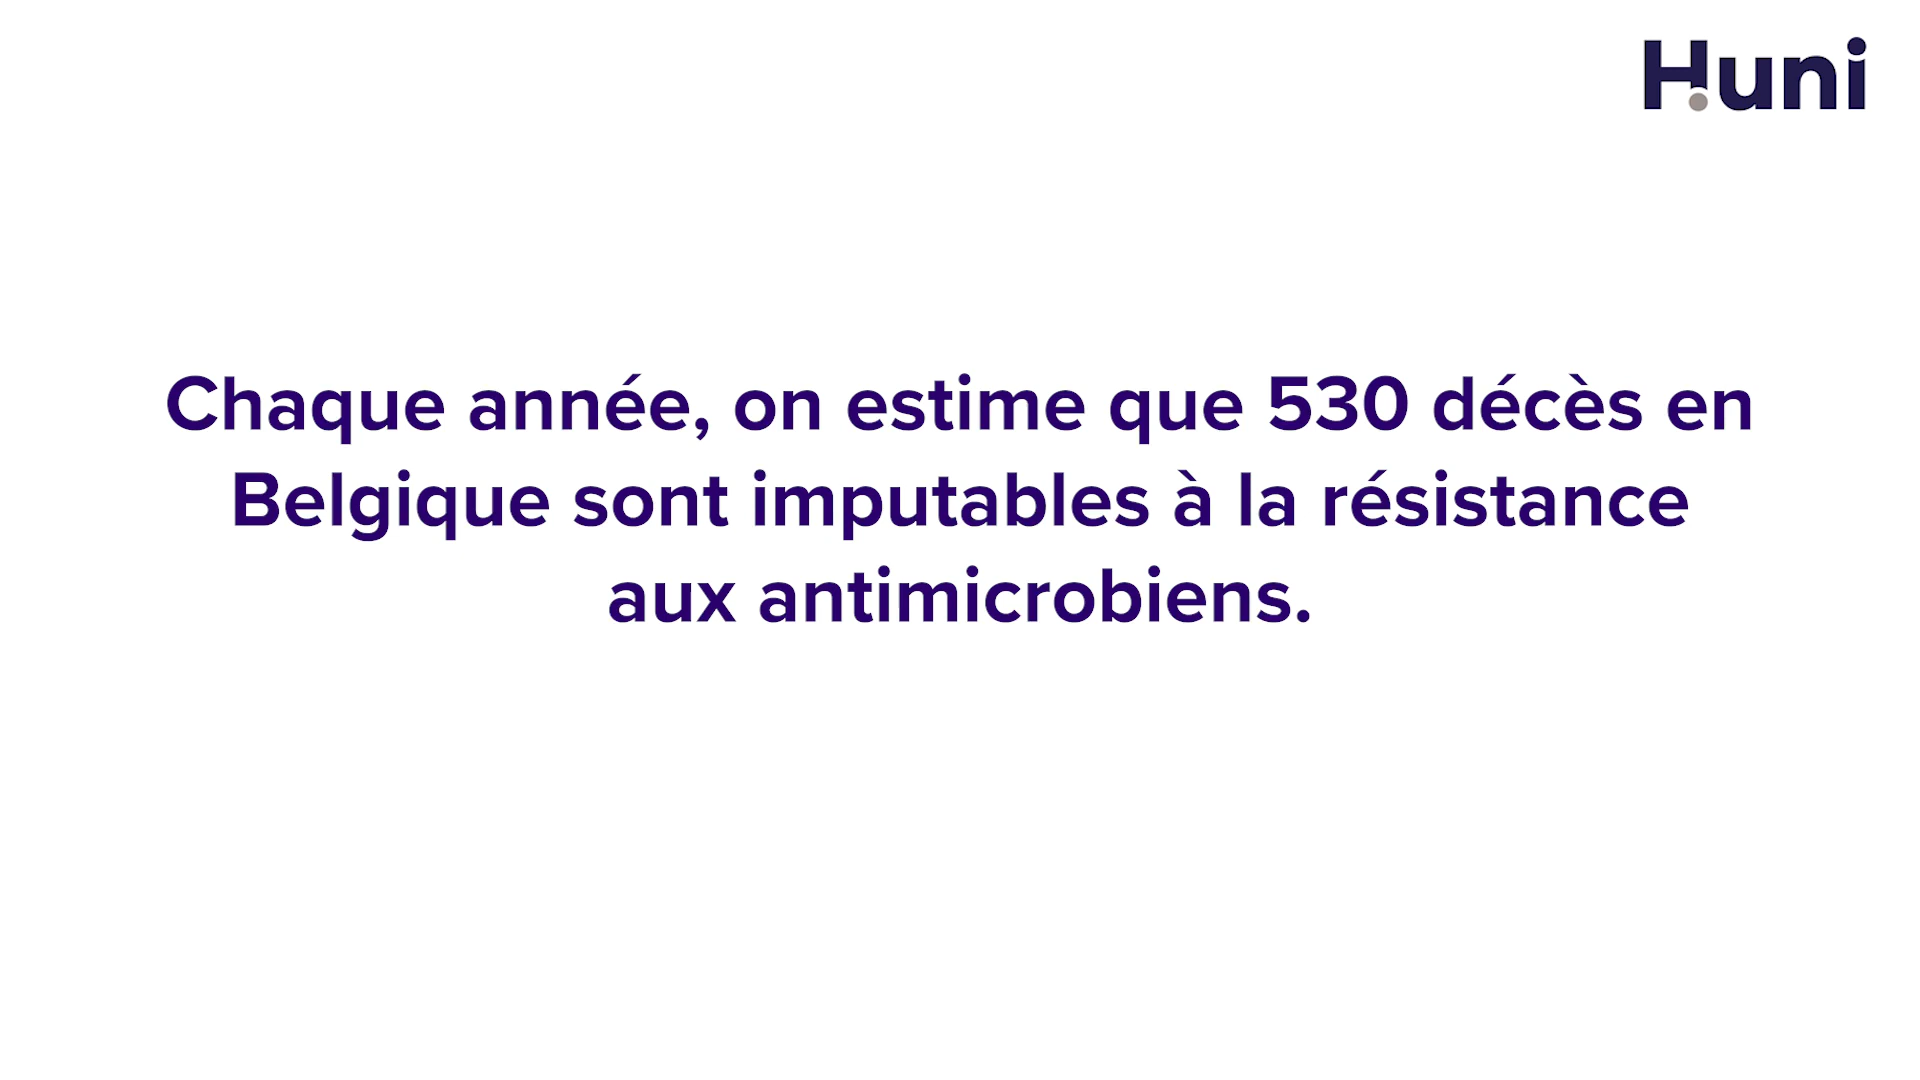 Huni
Chaque année, on estime que 530 décès en
Belgique sont imputables à la résistance
aux antimicrobiens.